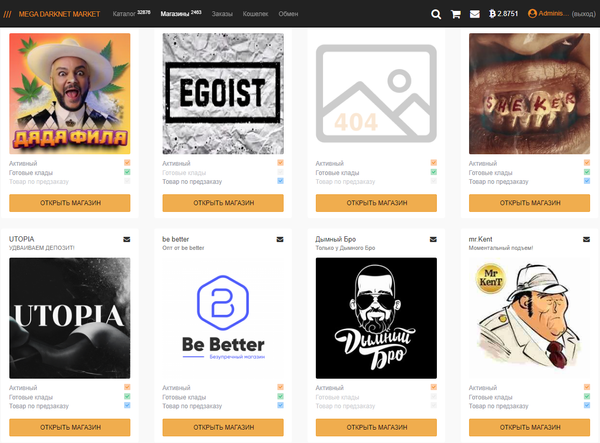 /// MEGA DARKNET MARKET Каталог 32876 Магазины 2463 Заказы Кошелек Обмен 2.8751 Adminis... (выход)
ДЯДЯ ФИЛЯ
EGOIST
404
SHEKER
Активный Активный Активный Активный
Готовые клады Готовые клады Готовые клады Готовые клады
Товар по предзаказу Товар по предзаказу Товар по предзаказу Товар по предзаказу
ОТКРЫТЬ МАГАЗИН ОТКРЫТЬ МАГАЗИН ОТКРЫТЬ МАГАЗИН ОТКРЫТЬ МАГАЗИН
UTOPIA be better Дымный Бро mr.Kent
УДВАИВАЕМ ДЕПОЗИТ! Опт от be better Только у Дымного Бро Моментальный подъем!
UTOPIA
Be Better
Безупречный магазин
Дымный
Бро
Mr
KenT
Активный Активный Активный Активный
Готовые клады Готовые клады Готовые клады Готовые клады
Товар по предзаказу Товар по предзаказу Товар по предзаказу Товар по предзаказу
ОТКРЫТЬ МАГАЗИН ОТКРЫТЬ МАГАЗИН ОТКРЫТЬ МАГАЗИН ОТКРЫТЬ МАГАЗИН